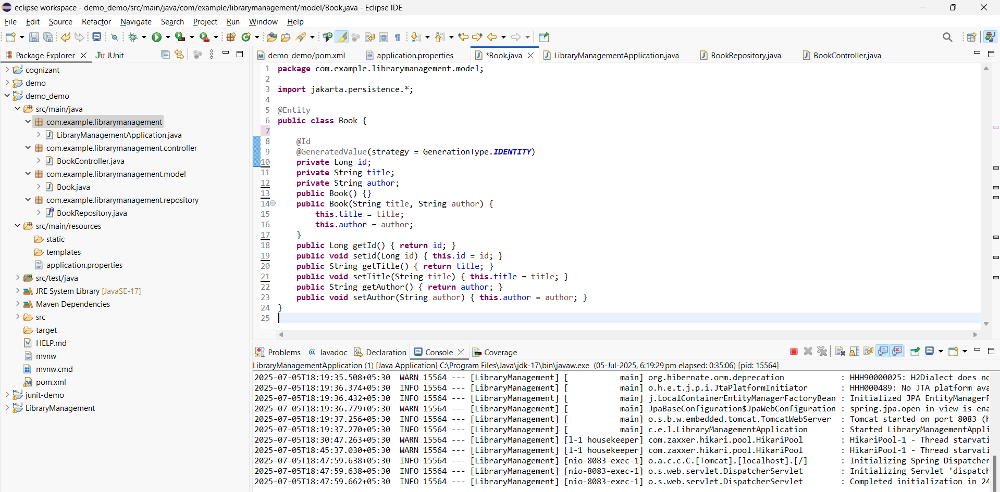 eclipse workspace - demo_demo/src/main/java/com/example/librarymanagement/model/Book.java - Eclipse IDE
File Edit Source Refactor Navigate Search Project Run Window Help
Package Explorer JUnit
cognizant
demo
demo_demo
src/main/java
com.example.librarymanagement
LibraryManagementApplication.java
com.example.librarymanagement.controller
BookController.java
com.example.librarymanagement.model
Book.java
com.example.librarymanagement.repository
BookRepository.java
src/main/resources
static
templates
application.properties
src/test/java
JRE System Library [JavaSE-17]
Maven Dependencies
src
target
HELP.md
mvnw
mvnw.cmd
pom.xml
junit-demo
LibraryManagement
demo_demo/pom.xml application.properties *Book.java LibraryManagementApplication.java BookRepository.java BookController.java
1 package com.example.librarymanagement.model;
2
3 import jakarta.persistence.*;
4
5 @Entity
6 public class Book {
7
8 @Id
9 @GeneratedValue(strategy = GenerationType.IDENTITY)
10 private Long id;
11 private String title;
12 private String author;
13 public Book() {}
14 public Book(String title, String author) {
15 this.title = title;
16 this.author = author;
17 }
18 public Long getId() { return id; }
19 public void setId(Long id) { this.id = id; }
20 public String getTitle() { return title; }
21 public void setTitle(String title) { this.title = title; }
22 public String getAuthor() { return author; }
23 public void setAuthor(String author) { this.author = author; }
24 }
25
Problems Javadoc Declaration Console Coverage
LibraryManagementApplication (1) [Java Application] C:\Program Files\Java\jdk-17\bin\javaw.exe (05-Jul-2025, 6:19:29 pm elapsed: 0:35:06) [pid: 15564]
2025-07-05T18:19:35.508+05:30 WARN 15564 --- [LibraryManagement] [ main] org.hibernate.orm.deprecation : HHH90000025: H2Dialect does no
2025-07-05T18:19:36.374+05:30 INFO 15564 --- [LibraryManagement] [ main] o.h.e.t.j.p.i.JtaPlatformInitiator : HHH000489: No JTA platform ava
2025-07-05T18:19:36.432+05:30 INFO 15564 --- [LibraryManagement] [ main] j.LocalContainerEntityManagerFactoryBean : Initialized JPA EntityManagerF
2025-07-05T18:19:36.779+05:30 WARN 15564 --- [LibraryManagement] [ main] JpaBaseConfiguration$JpaWebConfiguration : spring.jpa.open-in-view is ena
2025-07-05T18:19:37.256+05:30 INFO 15564 --- [LibraryManagement] [ main] o.s.b.w.embedded.tomcat.TomcatWebServer : Tomcat started on port 8083 (h
2025-07-05T18:19:37.270+05:30 INFO 15564 --- [LibraryManagement] [ main] c.e.l.LibraryManagementApplication : Started LibraryManagementAppli
2025-07-05T18:30:47.263+05:30 WARN 15564 --- [LibraryManagement] [l-1 housekeeper] com.zaxxer.hikari.pool.HikariPool : HikariPool-1 - Thread starvati
2025-07-05T18:45:37.030+05:30 WARN 15564 --- [LibraryManagement] [l-1 housekeeper] com.zaxxer.hikari.pool.HikariPool : HikariPool-1 - Thread starvati
2025-07-05T18:47:59.638+05:30 INFO 15564 --- [LibraryManagement] [nio-8083-exec-1] o.a.c.c.C.[Tomcat].[localhost].[/] : Initializing Spring Dispatcher
2025-07-05T18:47:59.638+05:30 INFO 15564 --- [LibraryManagement] [nio-8083-exec-1] o.s.web.servlet.DispatcherServlet : Initializing Servlet 'dispatch
2025-07-05T18:47:59.662+05:30 INFO 15564 --- [LibraryManagement] [nio-8083-exec-1] o.s.web.servlet.DispatcherServlet : Completed initialization in 24